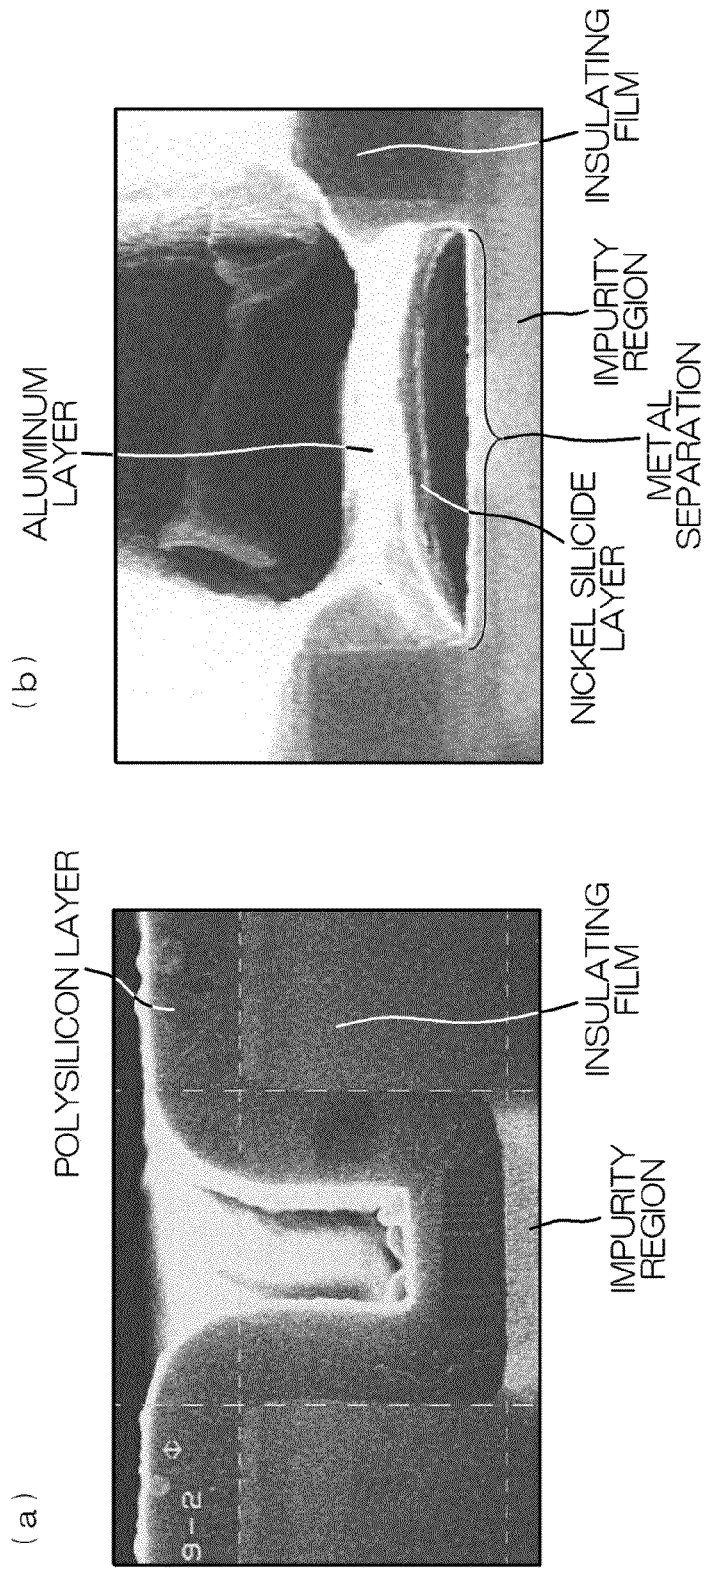 (a)
POLYSILICON LAYER
9-2
Φ
INSULATING
FILM
IMPURITY
REGION
(b)
ALUMINUM
LAYER
INSULATING
FILM
IMPURITY
REGION
METAL
SEPARATION
NICKEL SILICIDE
LAYER